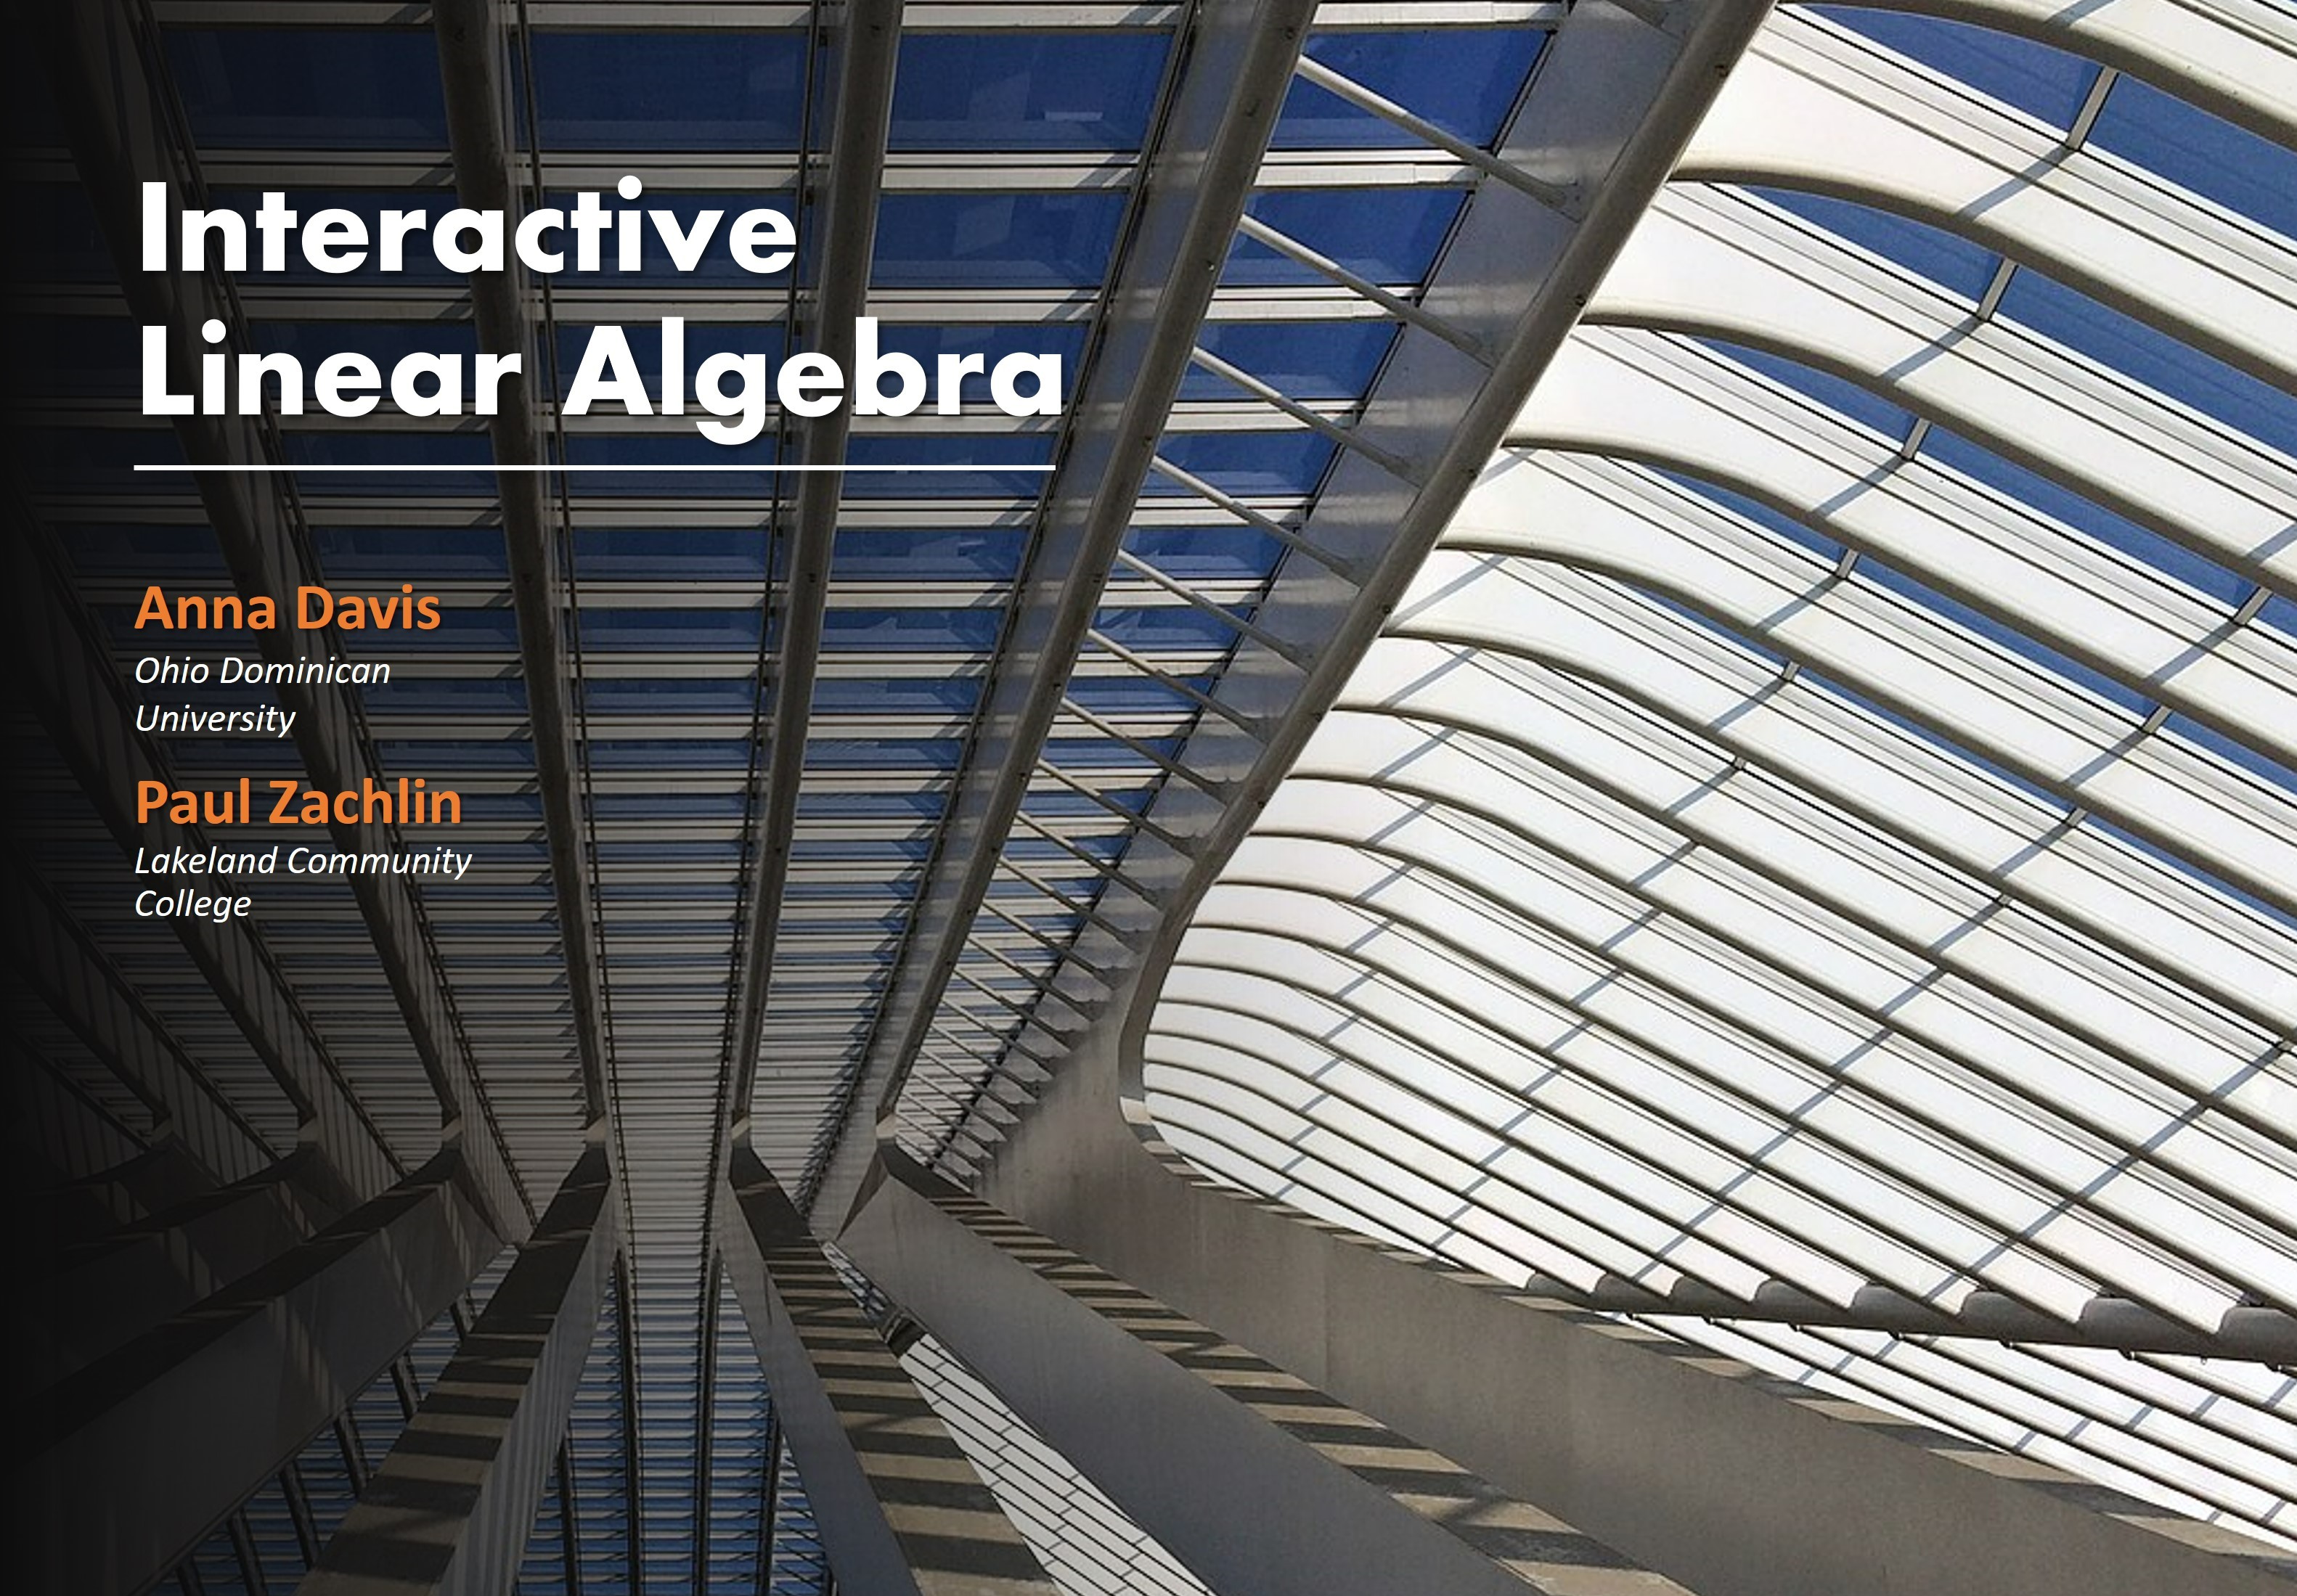 Interactive
Linear Algebra
Anna Davis
Ohio Dominican
University
Paul Zachlin
Lakeland Community
College